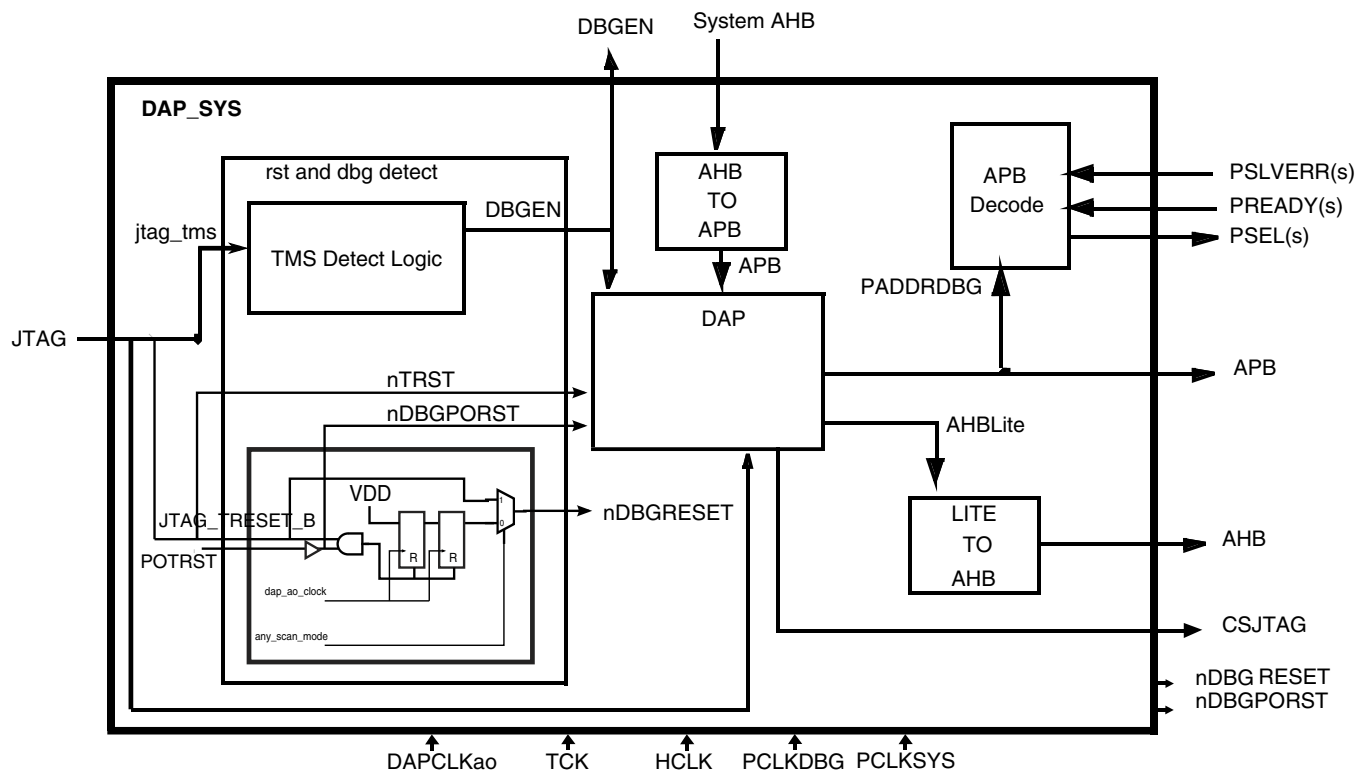 DBGEN
System AHB
DAP_SYS
rst and dbg detect
AHB
TO
APB
APB
Decode
PSLVERR(s)
PREADY(s)
PSEL(s)
DBGEN
jtag_tms
TMS Detect Logic
APB
PADDRDBG
DAP
JTAG
APB
nTRST
nDBGPORST
AHBLite
VDD
1
0
nDBGRESET
JTAG_TRESET_B
POTRST
R
R
dap_ao_clock
any_scan_mode
LITE
TO
AHB
AHB
CSJTAG
nDBG RESET
nDBGPORST
DAPCLKao
TCK
HCLK
PCLKDBG
PCLKSYS